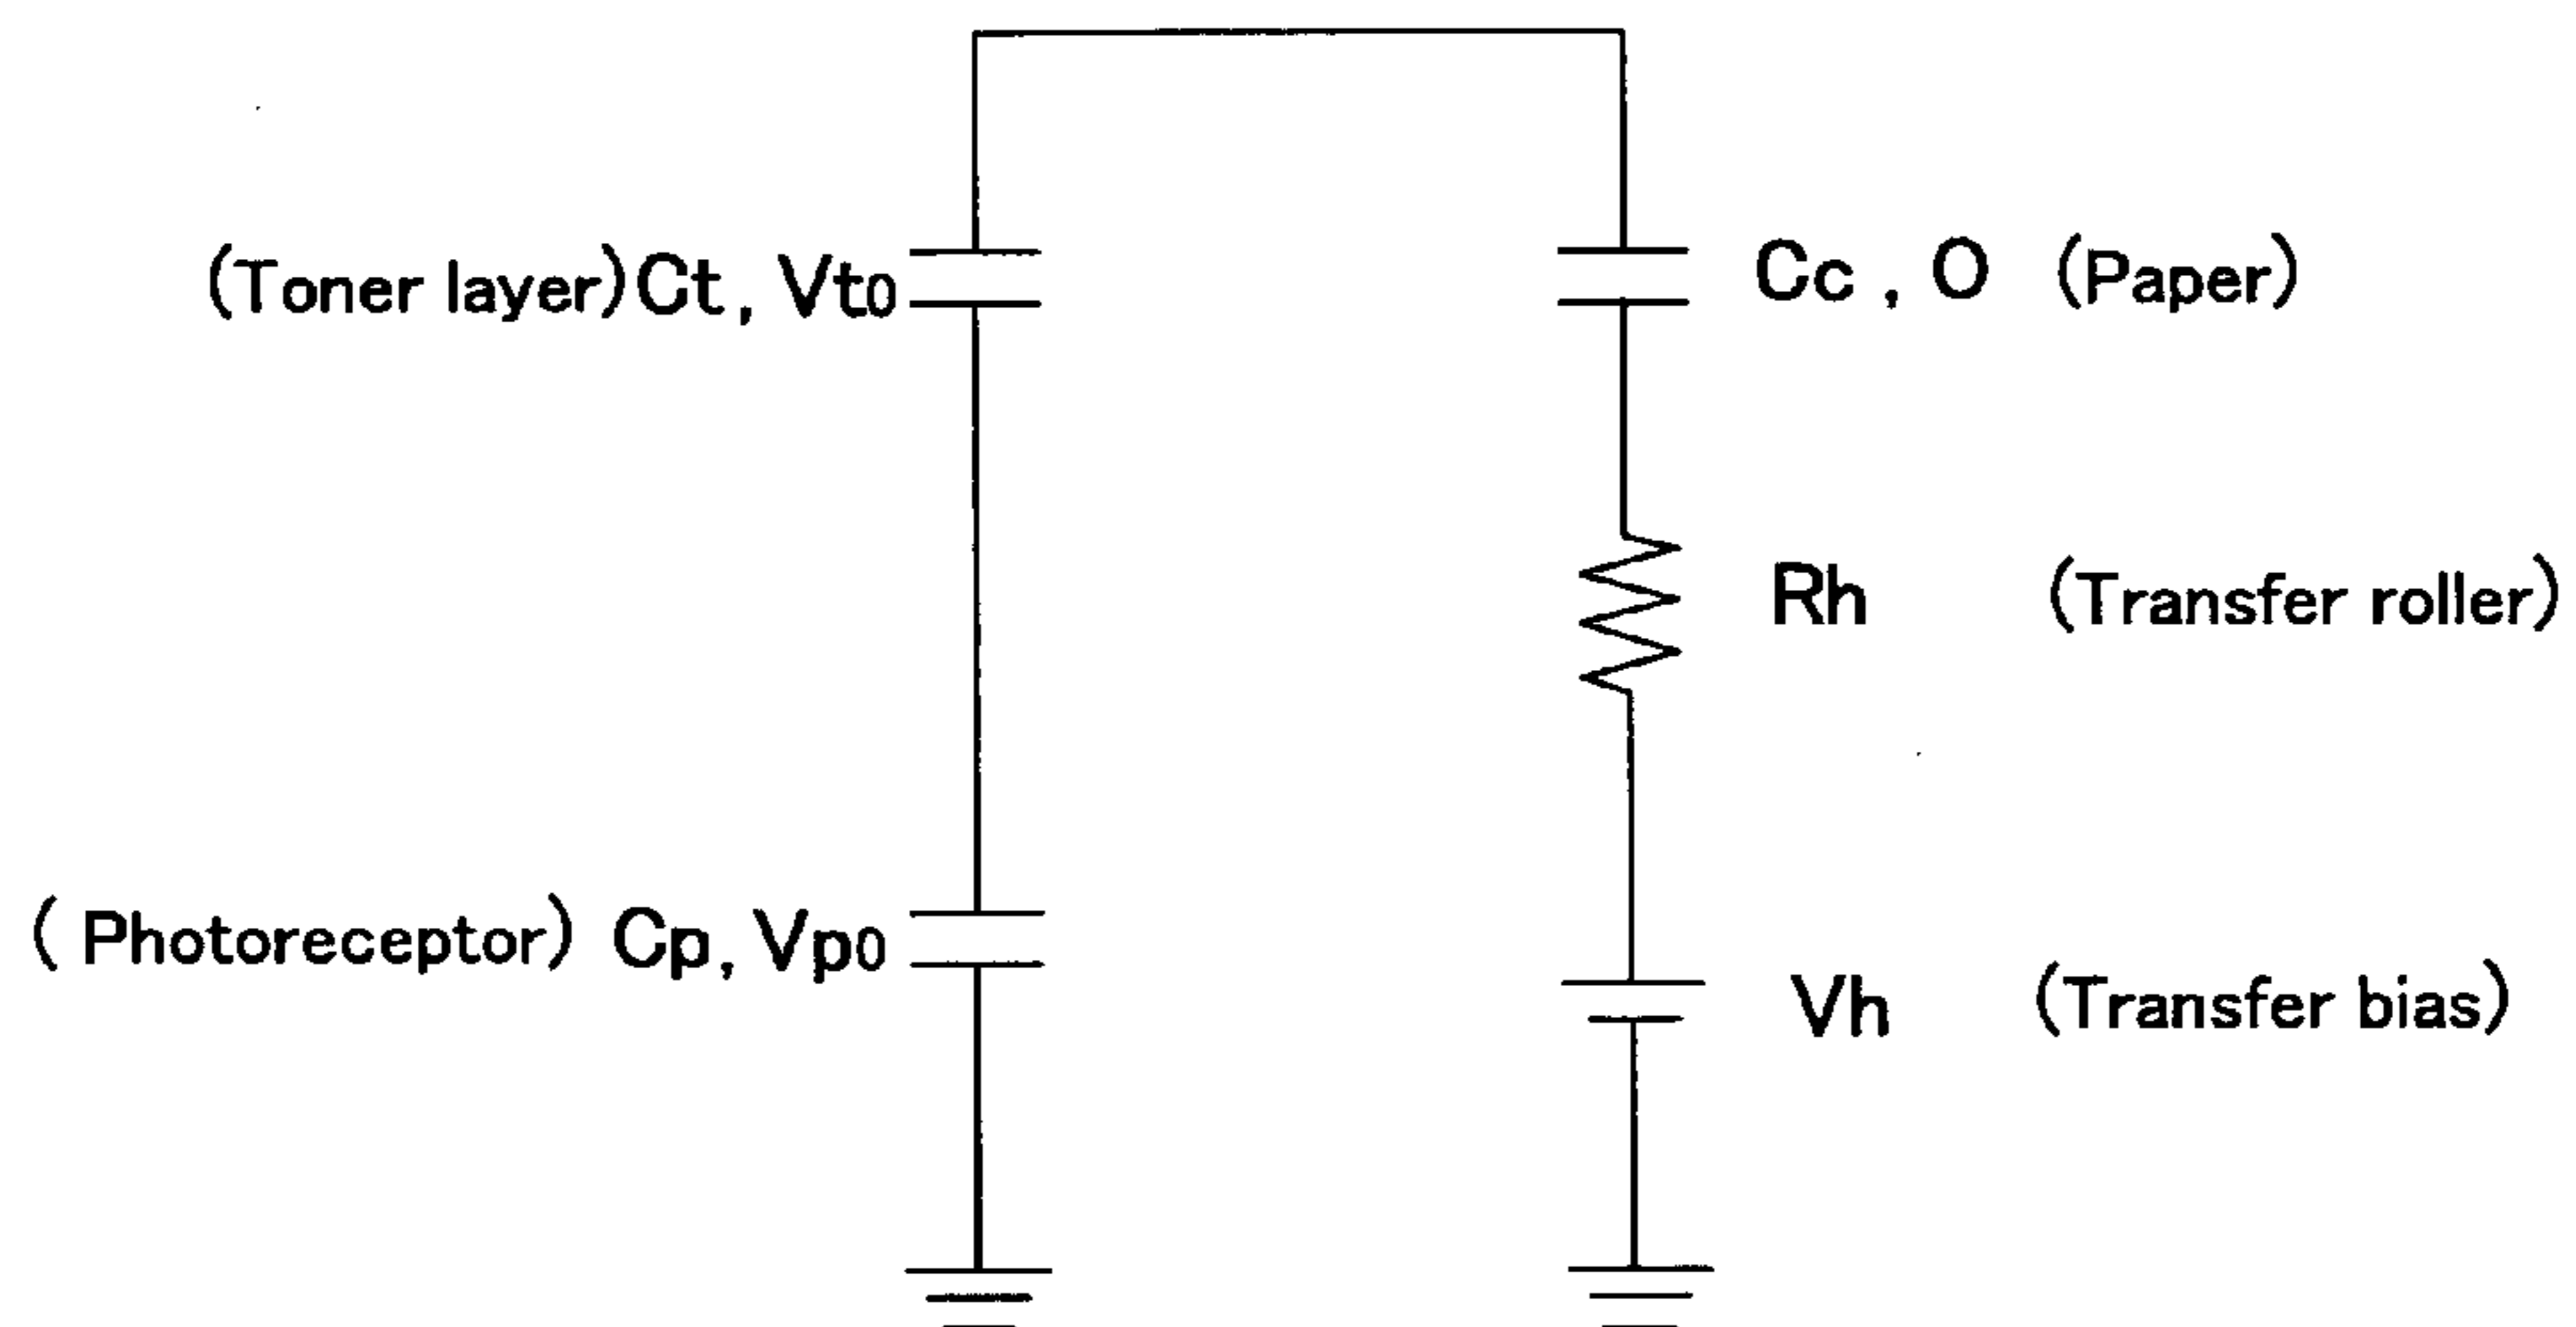 (Toner layer) Ct, Vt0
Cc, O (Paper)
Rh (Transfer roller)
(Photoreceptor) Cp, Vp0
Vh (Transfer bias)